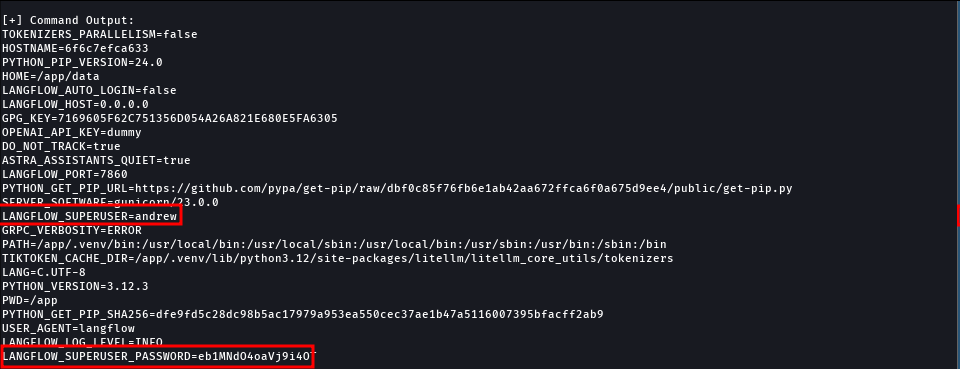 [+] Command Output:
TOKENIZERS_PARALLELISM=false
HOSTNAME=6f6c7efca633
PYTHON_PIP_VERSION=24.0
HOME=/app/data
LANGFLOW_AUTO_LOGIN=false
LANGFLOW_HOST=0.0.0.0
GPG_KEY=7169605F62C751356D054A26A821E680E5FA6305
OPENAI_API_KEY=dummy
DO_NOT_TRACK=true
ASTRA_ASSISTANTS_QUIET=true
LANGFLOW_PORT=7860
PYTHON_GET_PIP_URL=https://github.com/pypa/get-pip/raw/dbf0c85f76fb6e1ab42aa672ffca6f0a675d9ee4/public/get-pip.py
SERVER_SOFTWARE=gunicorn/23.0.0
LANGFLOW_SUPERUSER=andrew
GRPC_VERBOSITY=ERROR
PATH=/app/.venv/bin:/usr/local/bin:/usr/local/sbin:/usr/local/bin:/usr/sbin:/usr/bin:/sbin:/bin
TIKTOKEN_CACHE_DIR=/app/.venv/lib/python3.12/site-packages/litellm/litellm_core_utils/tokenizers
LANG=C.UTF-8
PYTHON_VERSION=3.12.3
PWD=/app
PYTHON_GET_PIP_SHA256=dfe9fd5c28dc98b5ac17979a953ea550cec37ae1b47a5116007395bfacff2ab9
USER_AGENT=langflow
LANGFLOW_LOG_LEVEL=INFO
LANGFLOW_SUPERUSER_PASSWORD=eb1MNdO4oaVj9i4OT